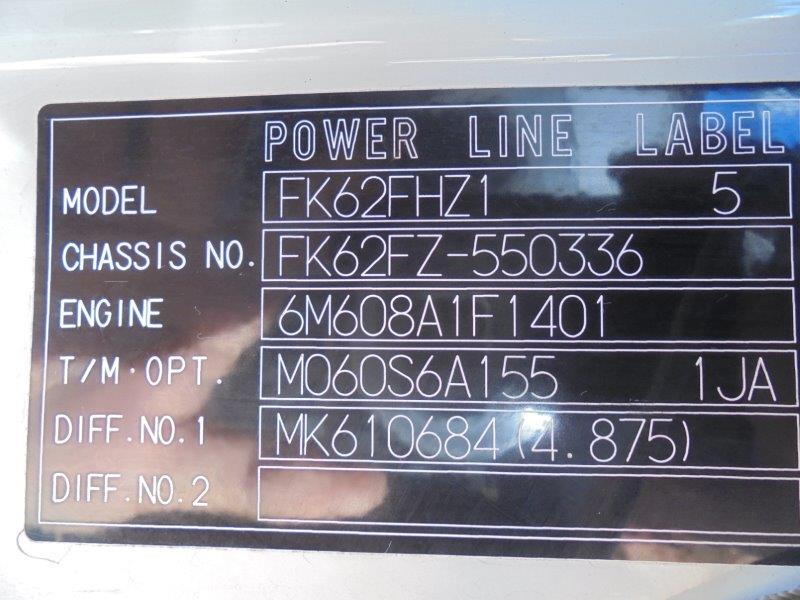 POWER LINE LABEL
MODEL FK62FHZ1 5
CHASSIS NO. FK62FZ-550336
ENGINE 6M608A1F1401
T/M·OPT. M060S6A155 1JA
DIFF.NO.1 MK610684(4.875)
DIFF.NO.2